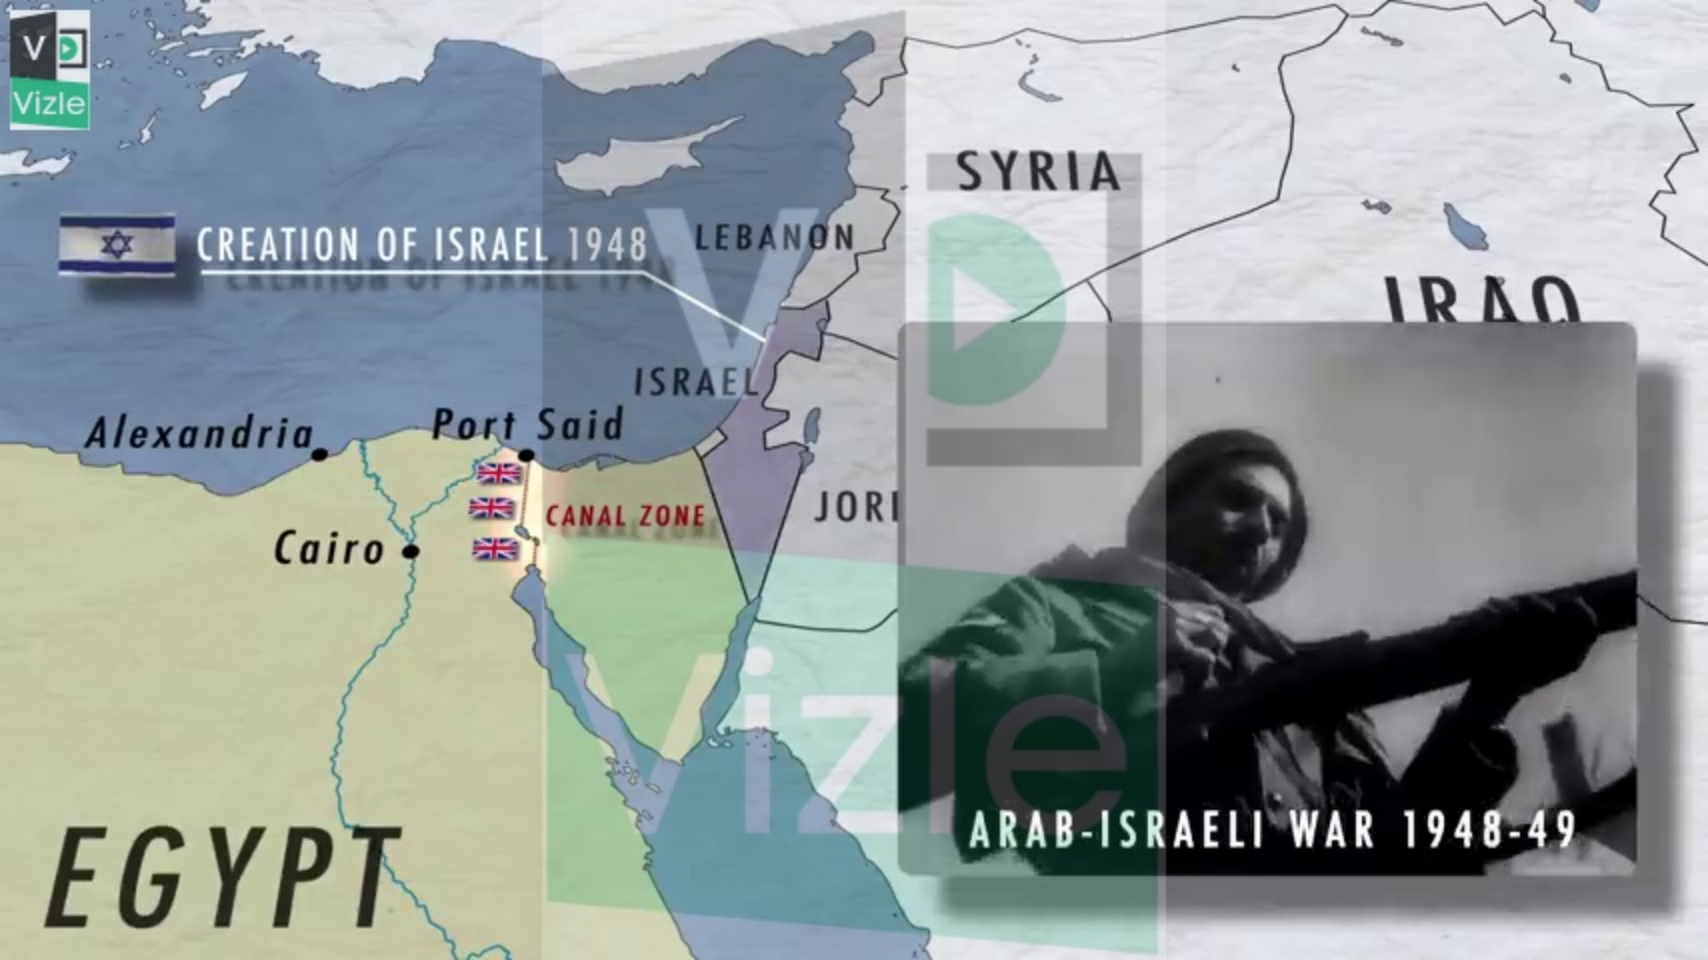 V
Vizle
SYRIA
CREATION OF ISRAEL 1948
LEBANON
V
IRAQ
ISRAEL
Alexandria
Port Said
CANAL ZONE
JOR
Cairo
Vizle
ARAB-ISRAELI WAR 1948-49
EGYPT